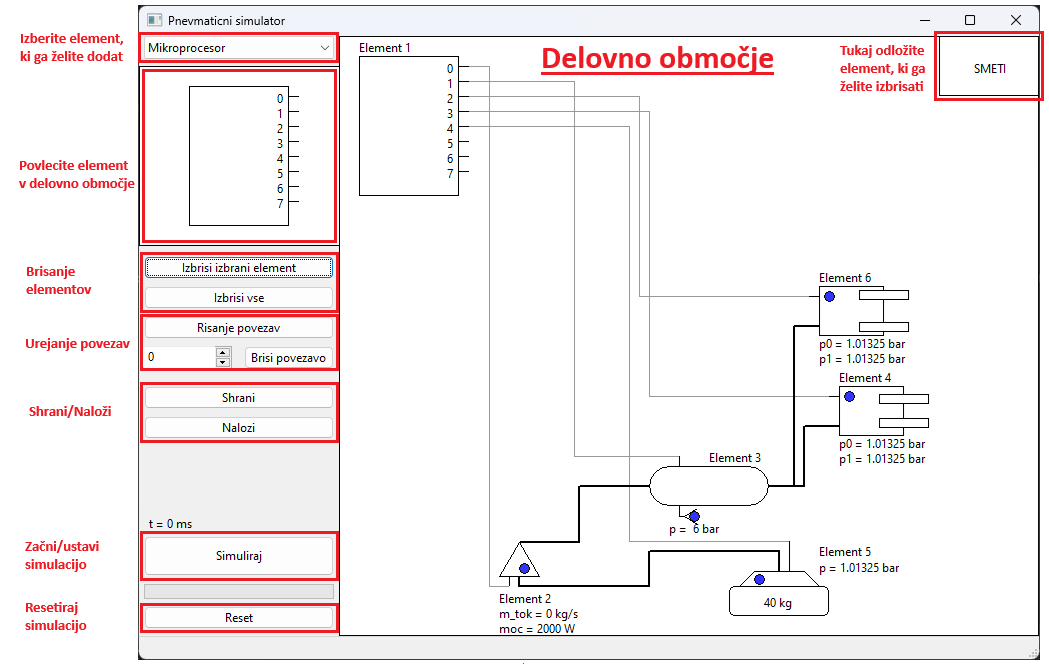 Pnevmaticni simulator
Izberite element,
ki ga želite dodat
Mikroprocesor
Povlecite element
v delovno območje
0
1
2
3
4
5
6
7
Brisanje
elementov
Izbrisi izbrani element
Izbrisi vse
Urejanje povezav
Risanje povezav
0
Brisi povezavo
Shrani/Naloži
Shrani
Nalozi
t = 0 ms
Začni/ustavi
simulacijo
Simuliraj
Resetiraj
simulacijo
Reset
Delovno območje
Tukaj odložite
element, ki ga
želite izbrisati
SMETI
Element 1
0
1
2
3
4
5
6
7
Element 6
p0 = 1.01325 bar
p1 = 1.01325 bar
Element 4
p0 = 1.01325 bar
p1 = 1.01325 bar
Element 3
p = 6 bar
Element 5
p = 1.01325 bar
40 kg
Element 2
m_tok = 0 kg/s
moc = 2000 W